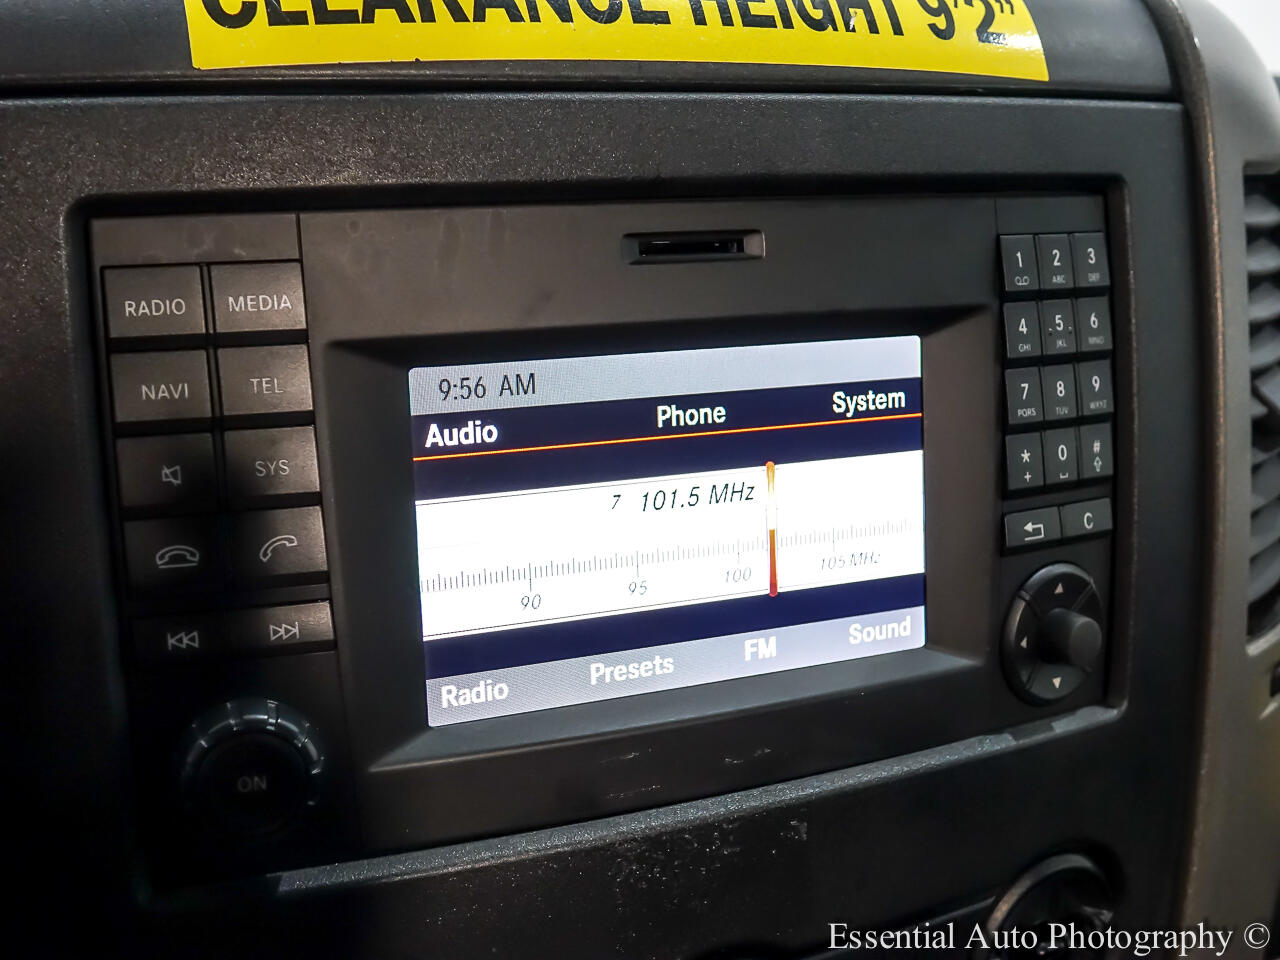 CLEARANCE HEIGHT 9'2"
RADIO MEDIA
NAVI TEL
SYS
ON
9:56 AM
Audio Phone System
7 101.5 MHz
90 95 100 105 MHz
Radio Presets FM Sound
1 2 3
ABC DEF
4 5 6
GHI JKL MNO
7 8 9
PQRS TUV WXYZ
* 0 #
+
C
Essential Auto Photography ©